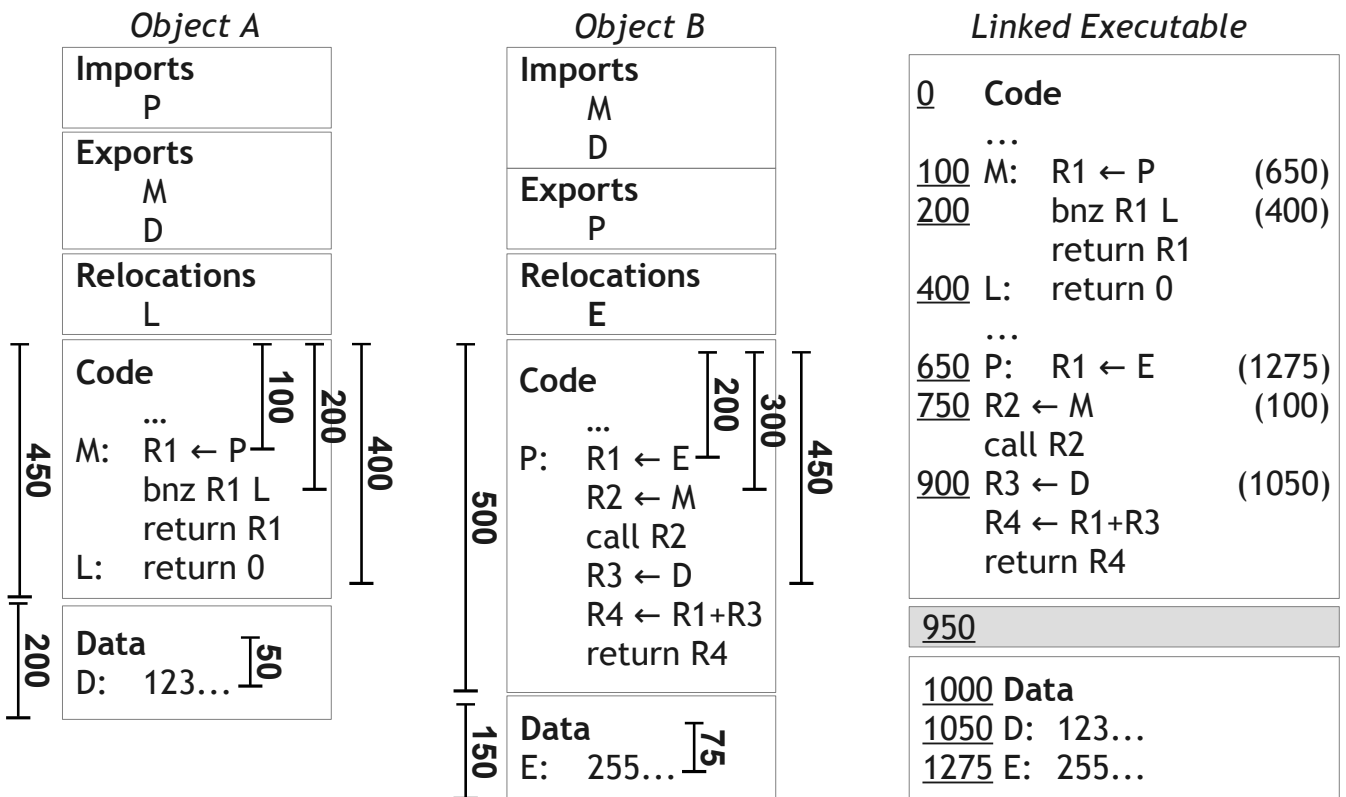 Object A
Imports
P
Exports
M
D
Relocations
L
Code
...
M: R1 ← P
bnz R1 L
return R1
L: return 0
100
200
400
450
Data
D: 123...
50
200
Object B
Imports
M
D
Exports
P
Relocations
E
Code
...
P: R1 ← E
R2 ← M
call R2
R3 ← D
R4 ← R1+R3
return R4
200
300
450
500
Data
E: 255...
75
150
Linked Executable
0 Code
...
100 M: R1 ← P (650)
200 bnz R1 L (400)
return R1
400 L: return 0
...
650 P: R1 ← E (1275)
750 R2 ← M (100)
call R2
900 R3 ← D (1050)
R4 ← R1+R3
return R4
950
1000 Data
1050 D: 123...
1275 E: 255...